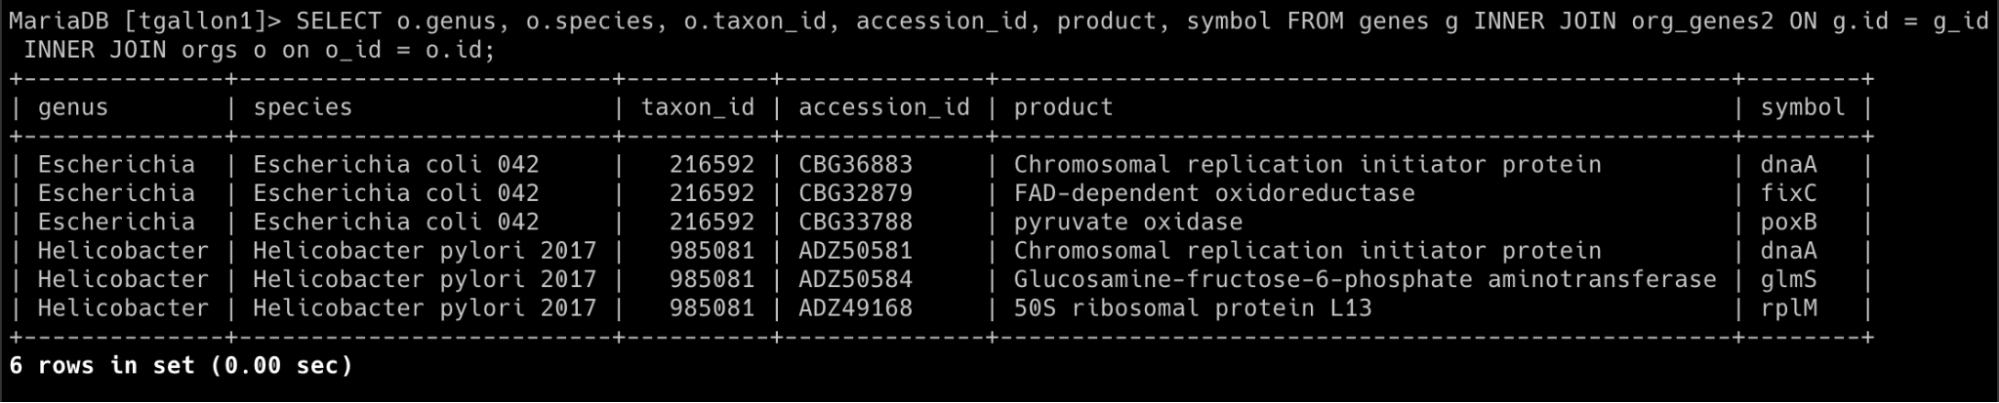 MariaDB [tgallon1]> SELECT o.genus, o.species, o.taxon_id, accession_id, product, symbol FROM genes g INNER JOIN org_genes2 ON g.id = g_id
 INNER JOIN orgs o on o_id = o.id;
+--------------+--------------------------+----------+--------------+---------------------------------------------------+--------+
| genus        | species                  | taxon_id | accession_id | product                                           | symbol |
+--------------+--------------------------+----------+--------------+---------------------------------------------------+--------+
| Escherichia  | Escherichia coli 042     |   216592 | CBG36883     | Chromosomal replication initiator protein         | dnaA   |
| Escherichia  | Escherichia coli 042     |   216592 | CBG32879     | FAD-dependent oxidoreductase                      | fixC   |
| Escherichia  | Escherichia coli 042     |   216592 | CBG33788     | pyruvate oxidase                                  | poxB   |
| Helicobacter | Helicobacter pylori 2017 |   985081 | ADZ50581     | Chromosomal replication initiator protein         | dnaA   |
| Helicobacter | Helicobacter pylori 2017 |   985081 | ADZ50584     | Glucosamine-fructose-6-phosphate aminotransferase | glmS   |
| Helicobacter | Helicobacter pylori 2017 |   985081 | ADZ49168     | 50S ribosomal protein L13                         | rplM   |
+--------------+--------------------------+----------+--------------+---------------------------------------------------+--------+
6 rows in set (0.00 sec)